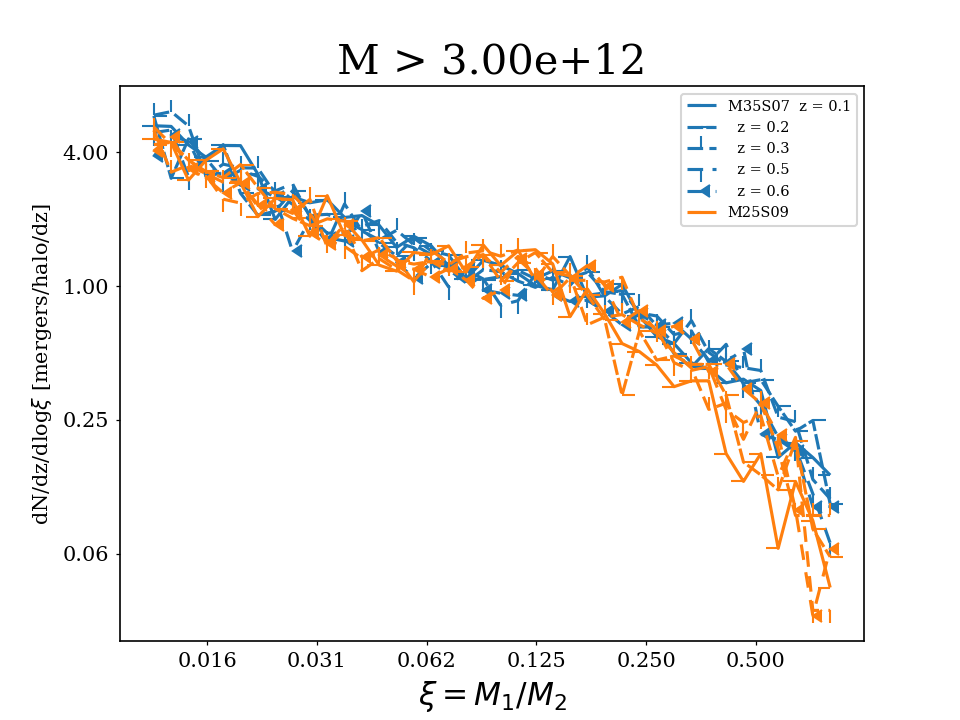 M > 3.00e+12
M35S07 z = 0.1
z = 0.2
z = 0.3
z = 0.5
z = 0.6
M25S09
4.00
1.00
0.25
0.06
dN/dz/dlogξ [mergers/halo/dz]
0.016 0.031 0.062 0.125 0.250 0.500
ξ = M₁/M₂